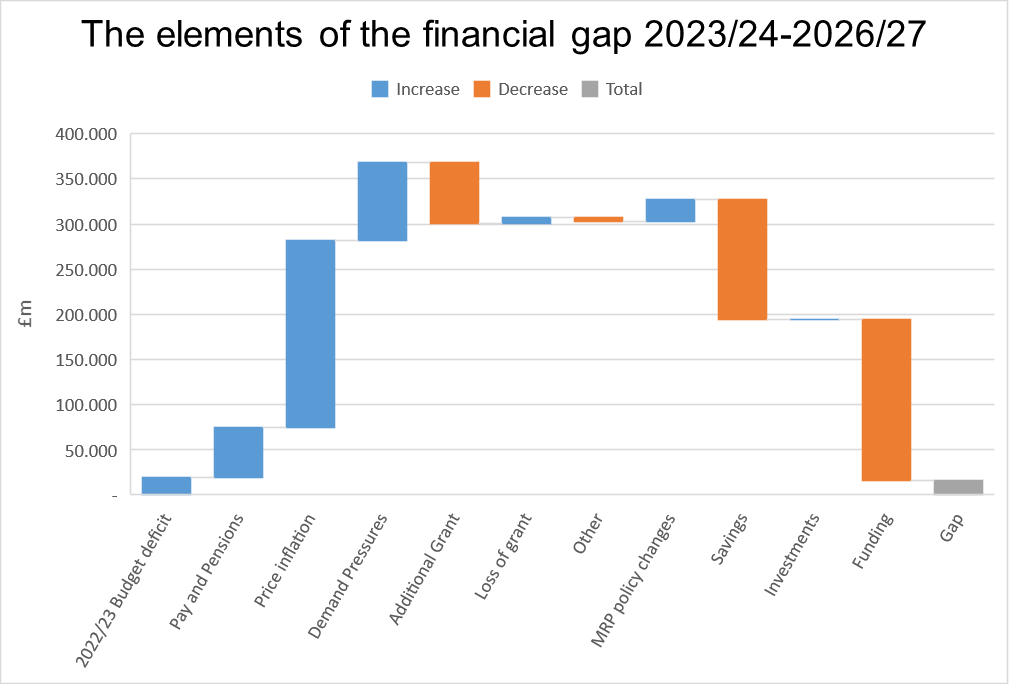 The elements of the financial gap 2023/24-2026/27
Increase Decrease Total
400.000
350.000
300.000
250.000
200.000
150.000
100.000
50.000
-
£m
2022/23 Budget deficit
Pay and Pensions
Price inflation
Demand Pressures
Additional Grant
Loss of grant
Other
MRP policy changes
Savings
Investments
Funding
Gap